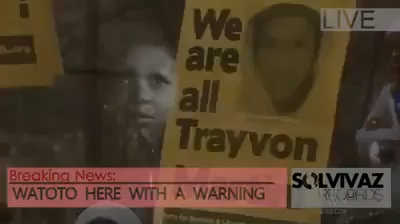 LIVE
We
are
all
Trayvon
Breaking News:
WATOTO HERE WITH A WARNING
SOLVIVAZ
RECORDS